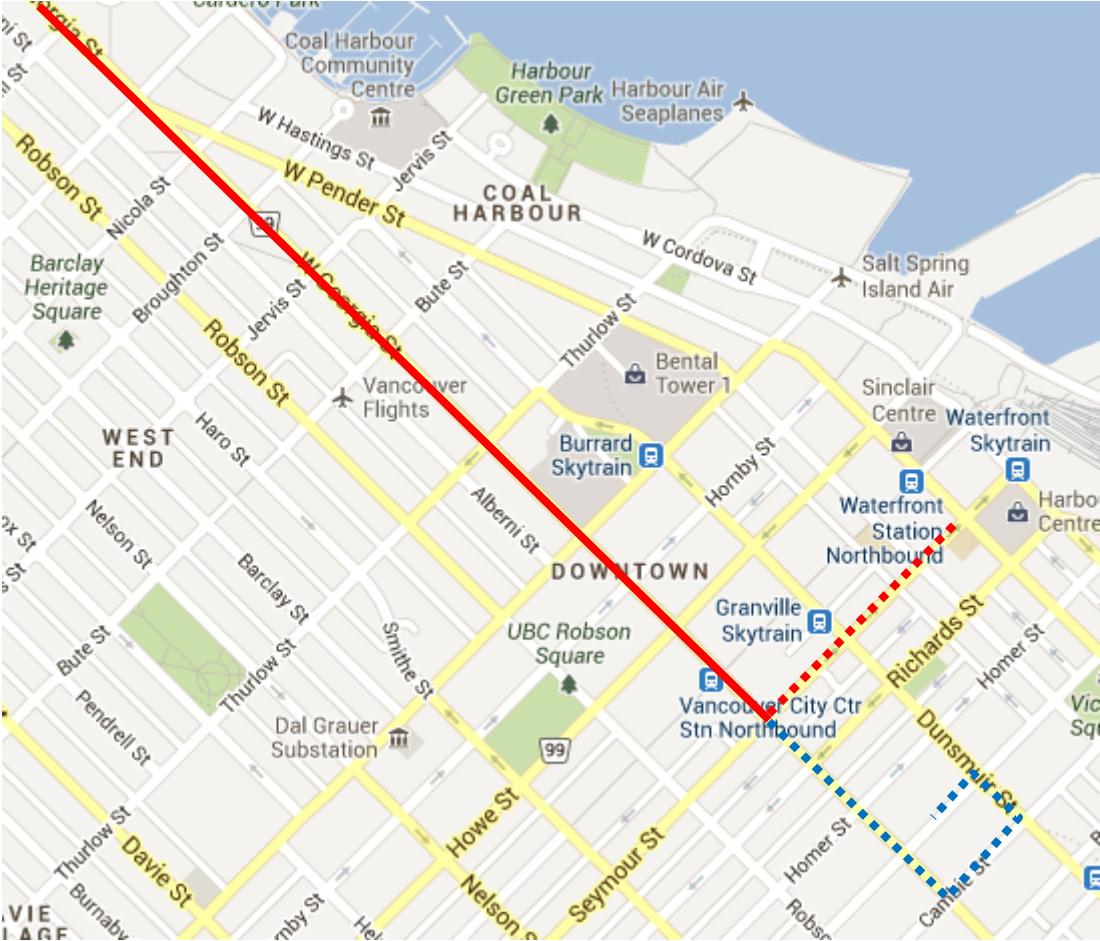 Cardero Park
Coal Harbour
Community
Centre
Harbour
Green Park
Harbour Air
Seaplanes
W Hastings St
Jervis St
Robson St
W Pender St
COAL
HARBOUR
Nicola St
99
Barclay
Heritage
Square
Broughton St
W Georgia St
Bute St
W Cordova St
Salt Spring
Island Air
Jervis St
Thurlow St
Robson St
Bental
Tower 1
Vancouver
Flights
Sinclair
Centre
Waterfront
Skytrain
WEST
END
Haro St
Burrard
Skytrain
Hornby St
Alberni St
Waterfront
Station
Northbound
Nelson St
DOWNTOWN
Barclay St
Granville
Skytrain
Richards St
Homer St
UBC Robson
Square
Smithe St
Bute St
Thurlow St
Vancouver City Ctr
Stn Northbound
Pendrell St
Dal Grauer
Substation
99
Dunsmuir St
Howe St
Thurlow St
Davie St
Seymour St
Homer St
Cambie St
Nelson S
Burnaby